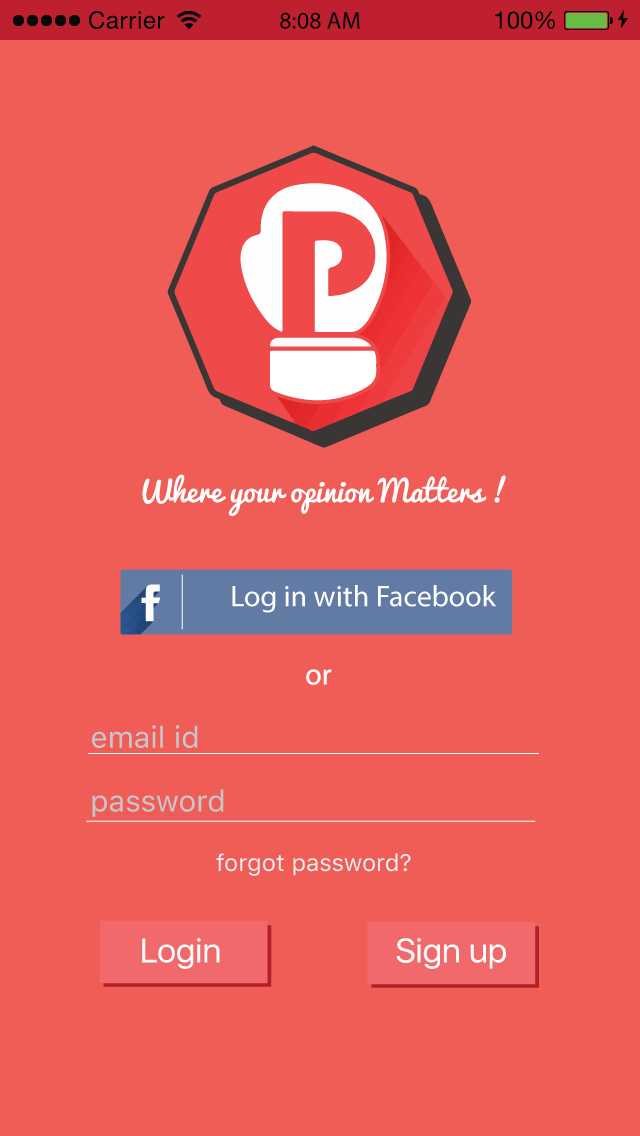 Carrier 8:08 AM 100%
P
Where your opinion Matters !
f Log in with Facebook
or
email id
password
forgot password?
Login Sign up